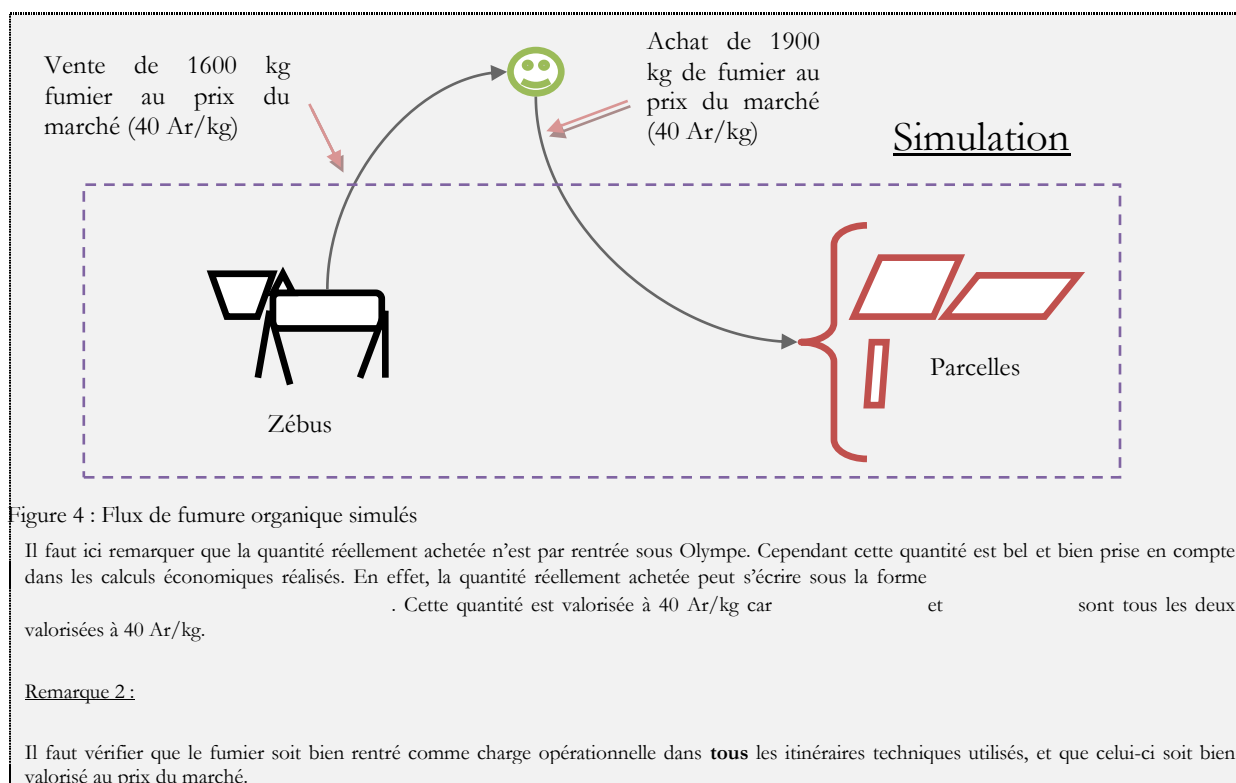 Vente de 1600 kg
fumier au prix du
marché (40 Ar/kg)
Achat de 1900
kg de fumier au
prix du marché
(40 Ar/kg)
Simulation
Parcelles
Zébus
Figure 4 : Flux de fumure organique simulés
Il faut ici remarquer que la quantité réellement achetée n’est par rentrée sous Olympe. Cependant cette quantité est bel et bien prise en compte
dans les calculs économiques réalisés. En effet, la quantité réellement achetée peut s’écrire sous la forme
. Cette quantité est valorisée à 40 Ar/kg car et sont tous les deux
valorisées à 40 Ar/kg.
Remarque 2 :
Il faut vérifier que le fumier soit bien rentré comme charge opérationnelle dans tous les itinéraires techniques utilisés, et que celui-ci soit bien
valorisé au prix du marché.